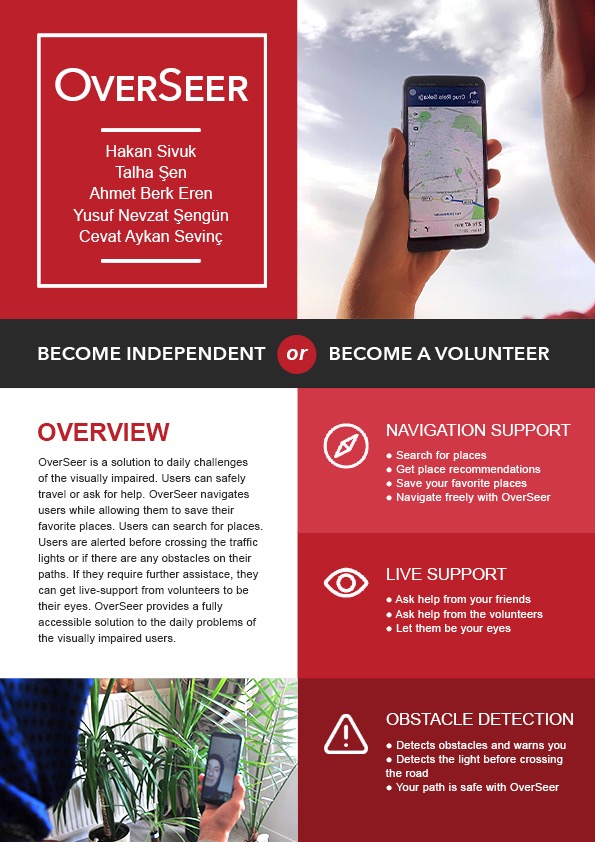 OVERSEER
Hakan Sivuk
Talha Şen
Ahmet Berk Eren
Yusuf Nevzat Şengün
Cevat Aykan Sevinç
BECOME INDEPENDENT or BECOME A VOLUNTEER
OVERVIEW
OverSeer is a solution to daily challenges
of the visually impaired. Users can safely
travel or ask for help. OverSeer navigates
users while allowing them to save their
favorite places. Users can search for places.
Users are alerted before crossing the traffic
lights or if there are any obstacles on their
paths. If they require further assistace, they
can get live-support from volunteers to be
their eyes. OverSeer provides a fully
accessible solution to the daily problems of
the visually impaired users.
NAVIGATION SUPPORT
● Search for places
● Get place recommendations
● Save your favorite places
● Navigate freely with OverSeer
LIVE SUPPORT
● Ask help from your friends
● Ask help from the volunteers
● Let them be your eyes
OBSTACLE DETECTION
● Detects obstacles and warns you
● Detects the light before crossing
the road
● Your path is safe with OverSeer